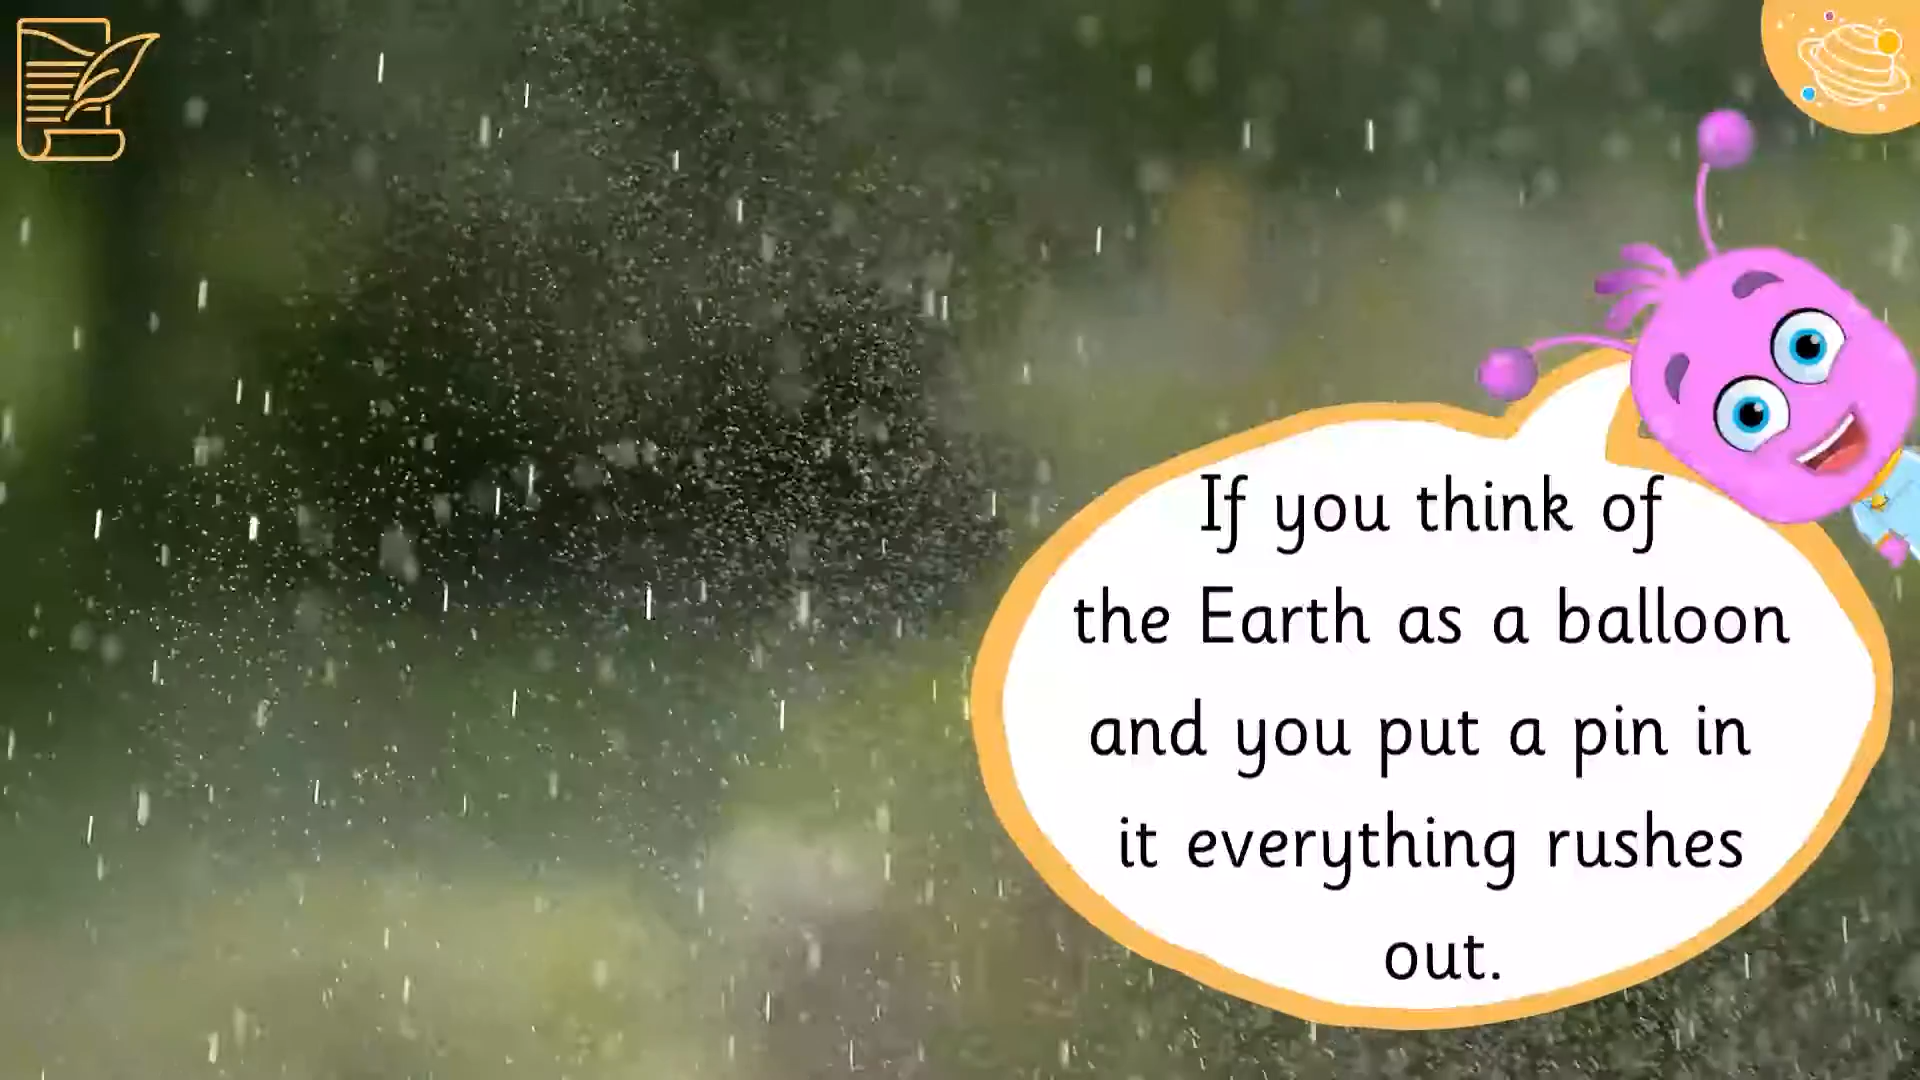 If you think of
the Earth as a balloon
and you put a pin in
it everything rushes
out.